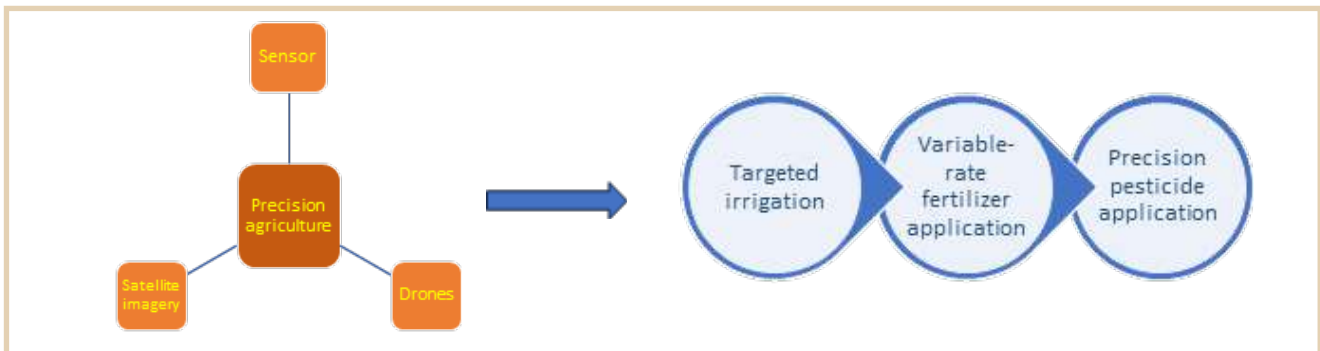 Sensor
Precision
agriculture
Satellite
imagery
Drones
Targeted
irrigation
Variable-
rate
fertilizer
application
Precision
pesticide
application